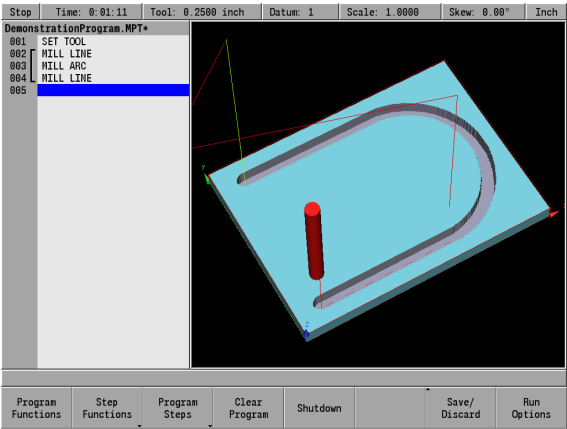 Stop Time: 0:01:11 Tool: 0.2500 inch Datum: 1 Scale: 1.0000 Skew: 0.00° Inch
DemonstrationProgram.MPT*
001 SET TOOL
002 MILL LINE
003 MILL ARC
004 MILL LINE
005
Y
Z
Program Functions
Step Functions
Program Steps
Clear Program
Shutdown
Save/ Discard
Run Options